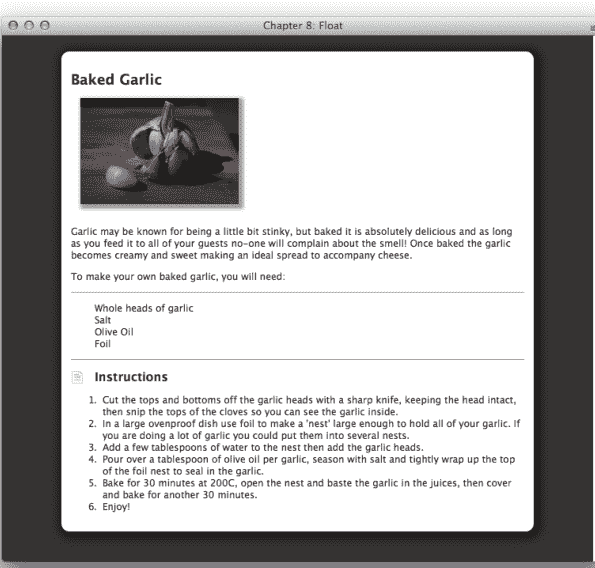 Chapter 8: Float
Baked Garlic
Garlic may be known for being a little bit stinky, but baked it is absolutely delicious and as long
as you feed it to all of your guests no-one will complain about the smell! Once baked the garlic
becomes creamy and sweet making an ideal spread to accompany cheese.
To make your own baked garlic, you will need:
Whole heads of garlic
Salt
Olive Oil
Foil
Instructions
1. Cut the tops and bottoms off the garlic heads with a sharp knife, keeping the head intact,
then snip the tops of the cloves so you can see the garlic inside.
2. In a large ovenproof dish use foil to make a 'nest' large enough to hold all of your garlic. If
you are doing a lot of garlic you could put them into several nests.
3. Add a few tablespoons of water to the nest then add the garlic heads.
4. Pour over a tablespoon of olive oil per garlic, season with salt and tightly wrap up the top
of the foil nest to seal in the garlic.
5. Bake for 30 minutes at 200C, open the nest and baste the garlic in the juices, then cover
and bake for another 30 minutes.
6. Enjoy!